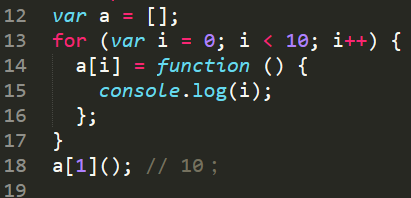 12 var a = [];
13 for (var i = 0; i < 10; i++) {
14   a[i] = function () {
15     console.log(i);
16   };
17 }
18 a[1](); // 10；
19